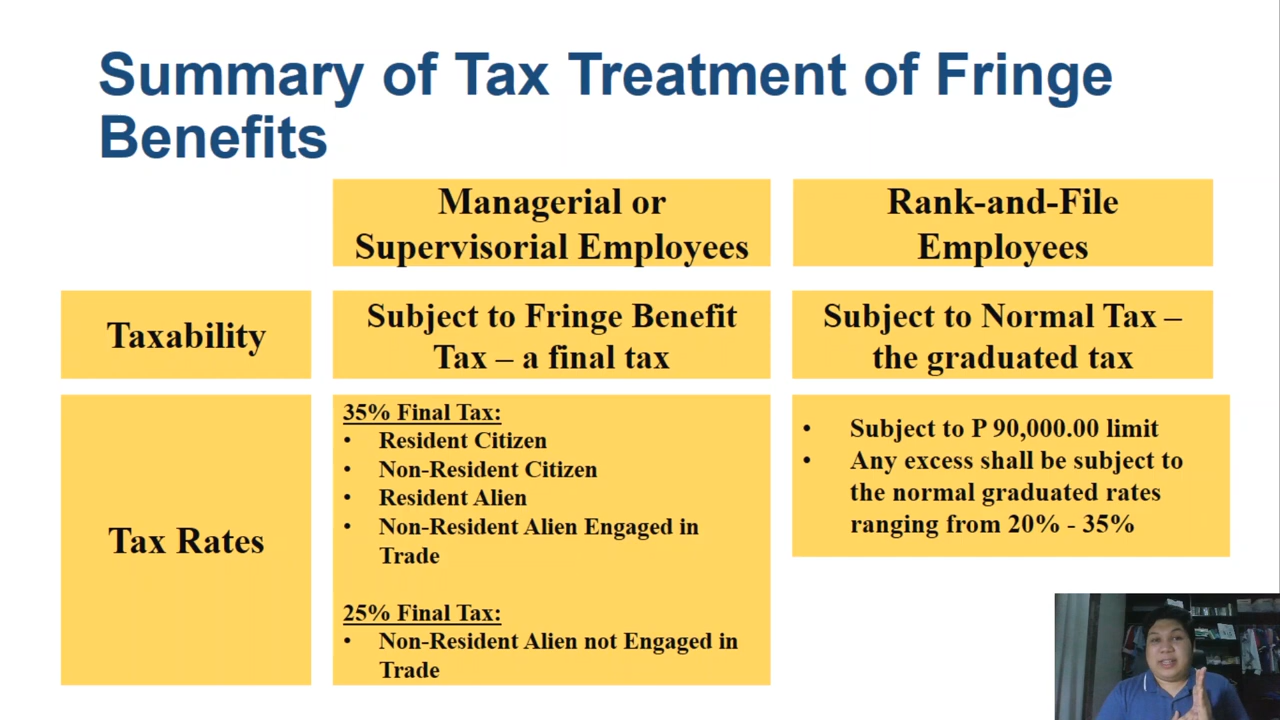 Summary of Tax Treatment of Fringe
Benefits
Managerial or
Supervisorial Employees
Rank-and-File
Employees
Taxability
Subject to Fringe Benefit
Tax – a final tax
Subject to Normal Tax –
the graduated tax
Tax Rates
35% Final Tax:
• Resident Citizen
• Non-Resident Citizen
• Resident Alien
• Non-Resident Alien Engaged in
Trade
25% Final Tax:
• Non-Resident Alien not Engaged in
Trade
• Subject to P 90,000.00 limit
• Any excess shall be subject to
the normal graduated rates
ranging from 20% - 35%